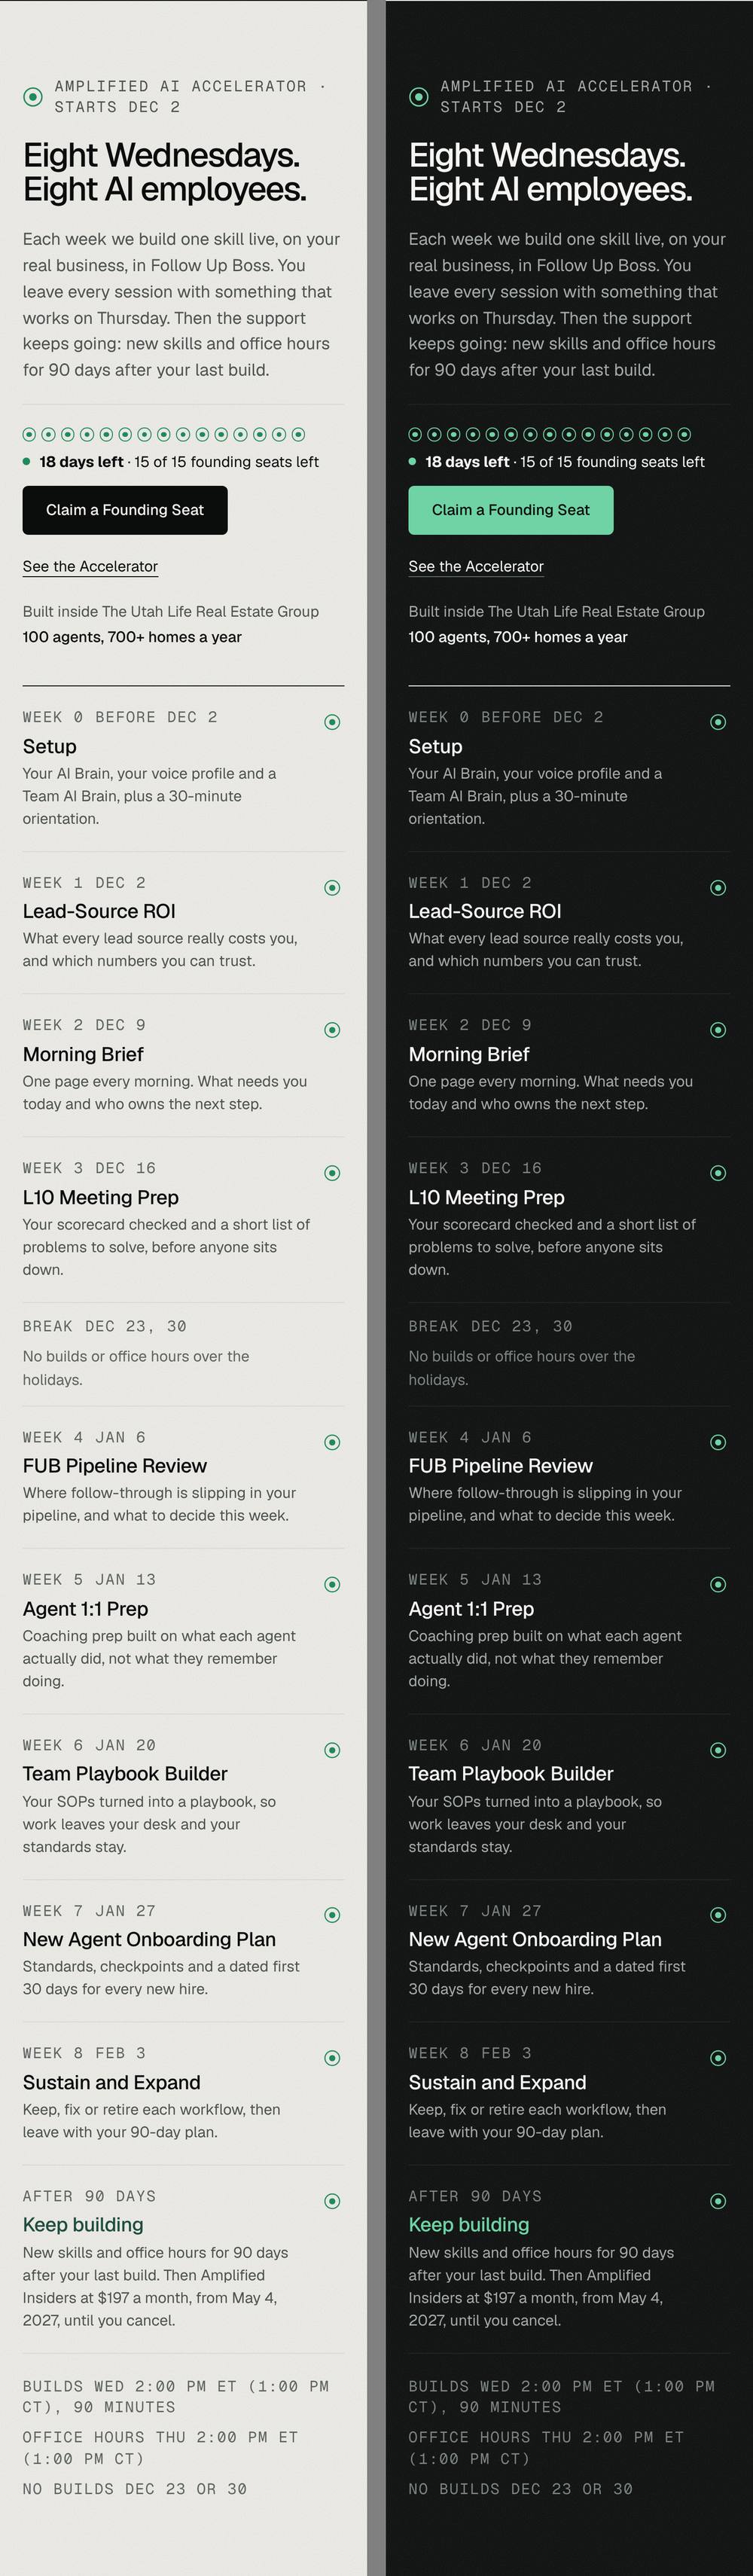 AMPLIFIED AI ACCELERATOR ·
STARTS DEC 2
Eight Wednesdays.
Eight AI employees.
Each week we build one skill live, on your
real business, in Follow Up Boss. You
leave every session with something that
works on Thursday. Then the support
keeps going: new skills and office hours
for 90 days after your last build.
18 days left · 15 of 15 founding seats left
Claim a Founding Seat
See the Accelerator
Built inside The Utah Life Real Estate Group
100 agents, 700+ homes a year
WEEK 0 BEFORE DEC 2
Setup
Your AI Brain, your voice profile and a
Team AI Brain, plus a 30-minute
orientation.
WEEK 1 DEC 2
Lead-Source ROI
What every lead source really costs you,
and which numbers you can trust.
WEEK 2 DEC 9
Morning Brief
One page every morning. What needs you
today and who owns the next step.
WEEK 3 DEC 16
L10 Meeting Prep
Your scorecard checked and a short list of
problems to solve, before anyone sits
down.
BREAK DEC 23, 30
No builds or office hours over the
holidays.
WEEK 4 JAN 6
FUB Pipeline Review
Where follow-through is slipping in your
pipeline, and what to decide this week.
WEEK 5 JAN 13
Agent 1:1 Prep
Coaching prep built on what each agent
actually did, not what they remember
doing.
WEEK 6 JAN 20
Team Playbook Builder
Your SOPs turned into a playbook, so
work leaves your desk and your
standards stay.
WEEK 7 JAN 27
New Agent Onboarding Plan
Standards, checkpoints and a dated first
30 days for every new hire.
WEEK 8 FEB 3
Sustain and Expand
Keep, fix or retire each workflow, then
leave with your 90-day plan.
AFTER 90 DAYS
Keep building
New skills and office hours for 90 days
after your last build. Then Amplified
Insiders at $197 a month, from May 4,
2027, until you cancel.
BUILDS WED 2:00 PM ET (1:00 PM
CT), 90 MINUTES
OFFICE HOURS THU 2:00 PM ET
(1:00 PM CT)
NO BUILDS DEC 23 OR 30
AMPLIFIED AI ACCELERATOR ·
STARTS DEC 2
Eight Wednesdays.
Eight AI employees.
Each week we build one skill live, on your
real business, in Follow Up Boss. You
leave every session with something that
works on Thursday. Then the support
keeps going: new skills and office hours
for 90 days after your last build.
18 days left · 15 of 15 founding seats left
Claim a Founding Seat
See the Accelerator
Built inside The Utah Life Real Estate Group
100 agents, 700+ homes a year
WEEK 0 BEFORE DEC 2
Setup
Your AI Brain, your voice profile and a
Team AI Brain, plus a 30-minute
orientation.
WEEK 1 DEC 2
Lead-Source ROI
What every lead source really costs you,
and which numbers you can trust.
WEEK 2 DEC 9
Morning Brief
One page every morning. What needs you
today and who owns the next step.
WEEK 3 DEC 16
L10 Meeting Prep
Your scorecard checked and a short list of
problems to solve, before anyone sits
down.
BREAK DEC 23, 30
No builds or office hours over the
holidays.
WEEK 4 JAN 6
FUB Pipeline Review
Where follow-through is slipping in your
pipeline, and what to decide this week.
WEEK 5 JAN 13
Agent 1:1 Prep
Coaching prep built on what each agent
actually did, not what they remember
doing.
WEEK 6 JAN 20
Team Playbook Builder
Your SOPs turned into a playbook, so
work leaves your desk and your
standards stay.
WEEK 7 JAN 27
New Agent Onboarding Plan
Standards, checkpoints and a dated first
30 days for every new hire.
WEEK 8 FEB 3
Sustain and Expand
Keep, fix or retire each workflow, then
leave with your 90-day plan.
AFTER 90 DAYS
Keep building
New skills and office hours for 90 days
after your last build. Then Amplified
Insiders at $197 a month, from May 4,
2027, until you cancel.
BUILDS WED 2:00 PM ET (1:00 PM
CT), 90 MINUTES
OFFICE HOURS THU 2:00 PM ET
(1:00 PM CT)
NO BUILDS DEC 23 OR 30